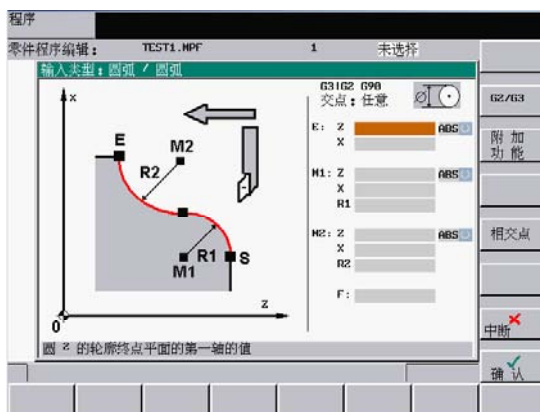 程序
零件程序编辑： TEST1.MPF 1 未选择
输入类型：圆弧 / 圆弧
G3|G2 G90
交点：任意
X
E
M2
R2
R1
S
M1
Z
0
E: Z ABS
X
M1: Z ABS
X
R1
M2: Z ABS
X
R2
F:
圆 Z 的轮廓终点平面的第一轴的值
G2/G3
附 加
功 能
相交点
中断
确 认